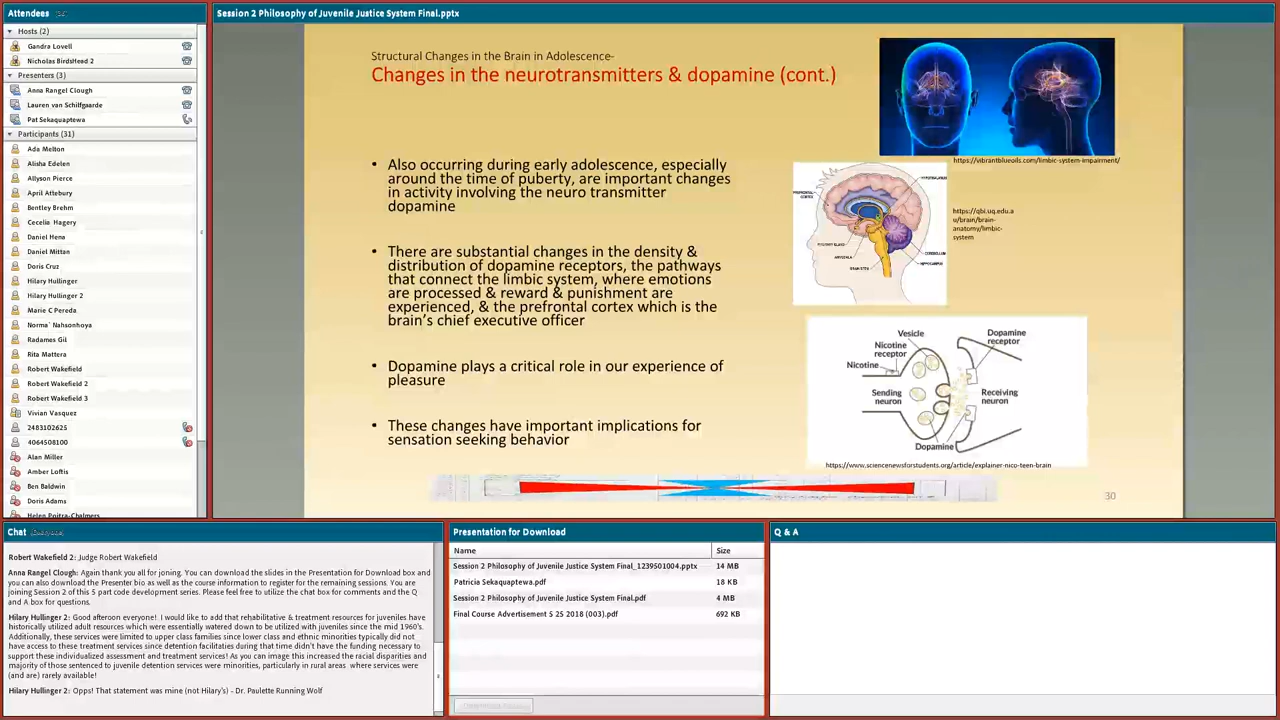 Attendees
Session 2 Philosophy of Juvenile Justice System Final.pptx
Hosts (2)
Gandra Lovell
Nicholas BirdsHead 2
Presenters (3)
Anna Rangel Clough
Lauren van Schilfgaarde
Pat Sekaquaptewa
Participants (31)
Ada Melton
Alisha Edelen
Allyson Pierce
April Attebury
Bentley Brehm
Cecelia Hagery
Daniel Hena
Daniel Mittan
Doris Cruz
Hilary Hullinger
Hilary Hullinger 2
Marie C Pereda
Norma` Nahsonhoya
Radames Gil
Rita Mattera
Robert Wakefield
Robert Wakefield 2
Robert Wakefield 3
Vivian Vasquez
2483102625
4064508100
Alan Miller
Amber Loftis
Ben Baldwin
Doris Adams
Helen Poitra-Chalmers
Structural Changes in the Brain in Adolescence-
Changes in the neurotransmitters & dopamine (cont.)
• Also occurring during early adolescence, especially
around the time of puberty, are important changes
in activity involving the neuro transmitter
dopamine
• There are substantial changes in the density &
distribution of dopamine receptors, the pathways
that connect the limbic system, where emotions
are processed & reward & punishment are
experienced, & the prefrontal cortex which is the
brain's chief executive officer
• Dopamine plays a critical role in our experience of
pleasure
• These changes have important implications for
sensation seeking behavior
https://vibrantblueoils.com/limbic-system-impairment/
https://qbi.uq.edu.a
u/brain/brain-
anatomy/limbic-
system
Vesicle
Nicotine
receptor
Nicotine
Sending
neuron
Dopamine
Dopamine
receptor
Receiving
neuron
https://www.sciencenewsforstudents.org/article/explainer-nico-teen-brain
30
Chat (Everyone)
Robert Wakefield 2: Judge Robert Wakefield
Anna Rangel Clough: Again thank you all for joining. You can download the slides in the Presentation for Download box and
you can also download the Presenter bio as well as the course information to register for the remaining sessions. You are
joining Session 2 of this 5 part code development series. Please feel free to utilize the chat box for comments and the Q
and A box for questions.
Hilary Hullinger 2: Good afternoon everyone! I would like to add that rehabilitative & treatment resources for juveniles have
historically utilized adult resources which were essentially watered down to be utilized with juveniles since the mid 1960's.
Additionally, these services were limited to upper class families since lower class and ethnic minorities typically did not
have access to these treatment services since detention facilitaties during that time didn't have the funding necessary to
support these individualized assessment and treatment services! As you can image this increased the racial disparities and
majority of those sentenced to juvenile detention services were minorities, particularly in rural areas where services were
(and are) rarely available!
Hilary Hullinger 2: Opps! That statement was mine (not Hilary's) - Dr. Paulette Running Wolf
Presentation for Download
Name Size
Session 2 Philosophy of Juvenile Justice System Final_1239501004.pptx 14 MB
Patricia Sekaquaptewa.pdf 18 KB
Session 2 Philosophy of Juvenile Justice System Final.pdf 4 MB
Final Course Advertisement 5 25 2018 (003).pdf 692 KB
Q & A